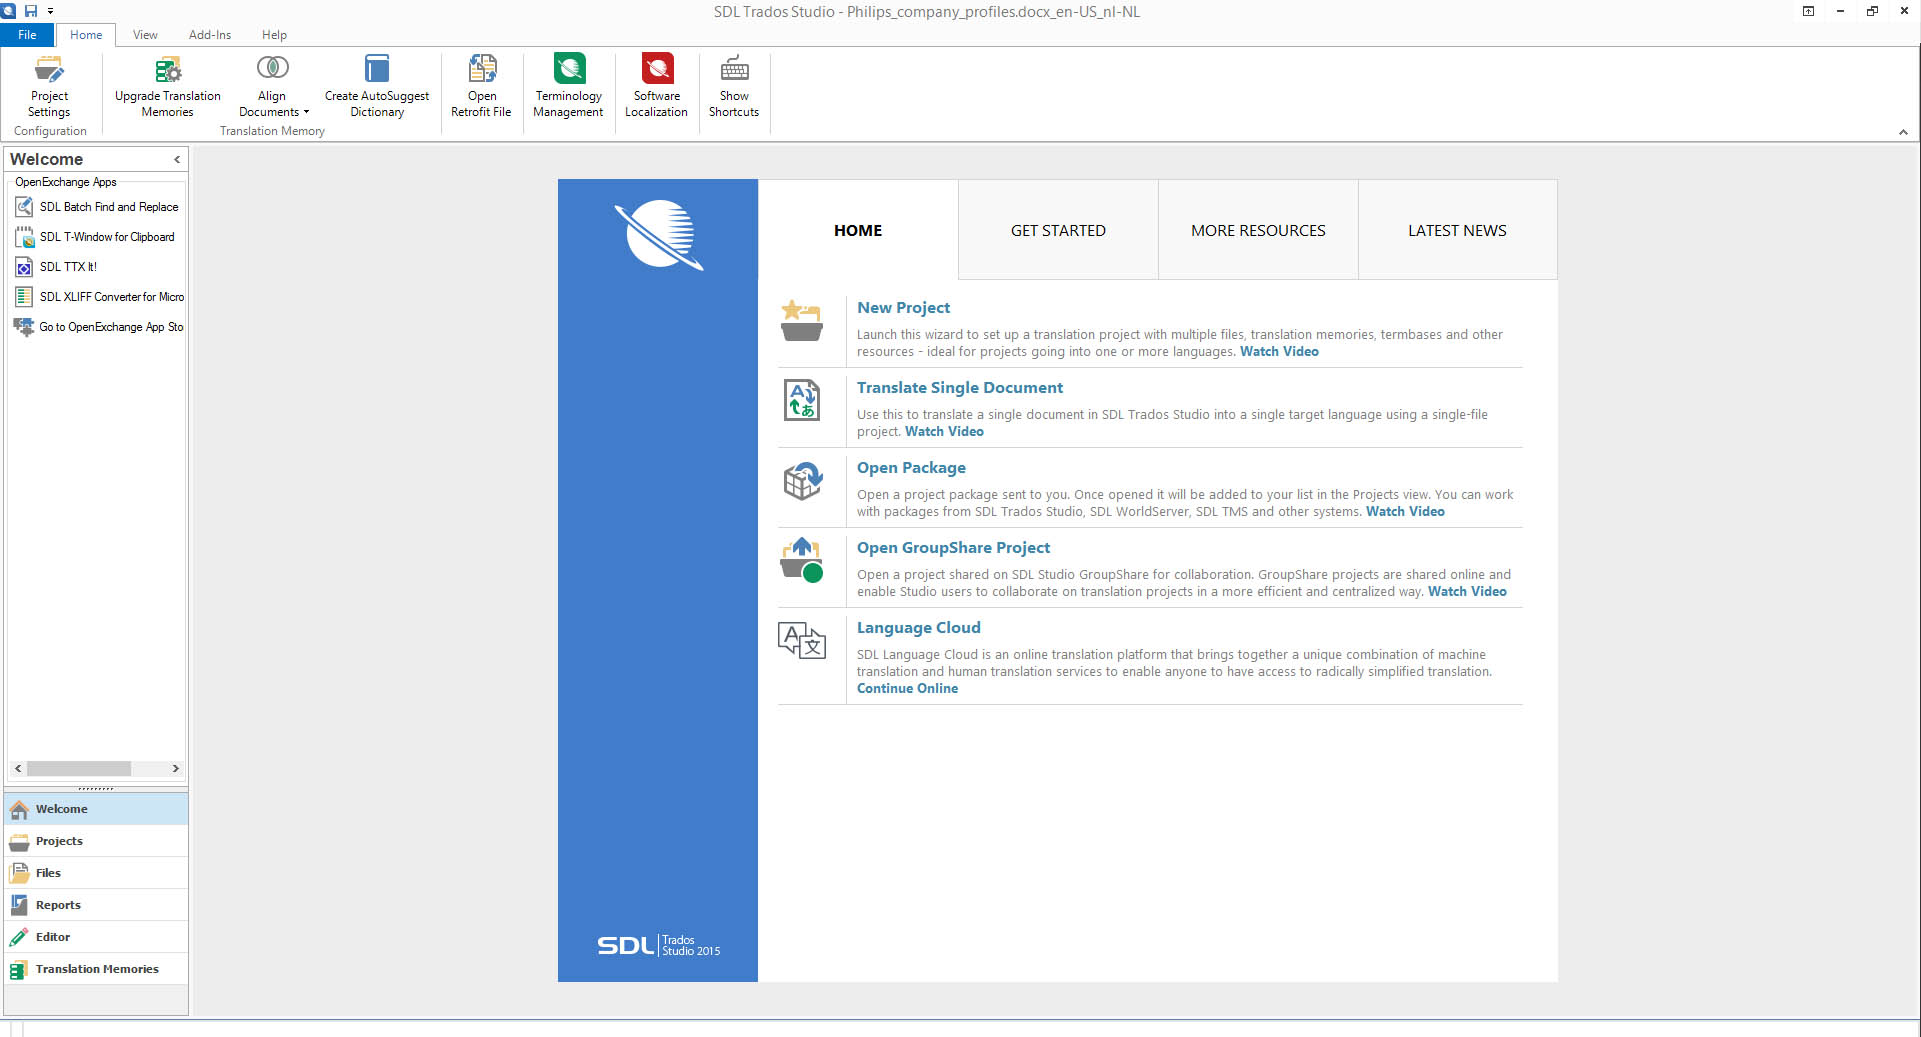 SDL Trados Studio - Philips_company_profiles.docx_en-US_nl-NL
File Home View Add-Ins Help
Project Settings
Upgrade Translation Memories
Align Documents
Create AutoSuggest Dictionary
Open Retrofit File
Terminology Management
Software Localization
Show Shortcuts
Configuration
Translation Memory
Welcome
OpenExchange Apps
SDL Batch Find and Replace
SDL T-Window for Clipboard
SDL TTX It!
SDL XLIFF Converter for Micro
Go to OpenExchange App Sto
Welcome
Projects
Files
Reports
Editor
Translation Memories
SDL Trados Studio 2015
HOME GET STARTED MORE RESOURCES LATEST NEWS
New Project
Launch this wizard to set up a translation project with multiple files, translation memories, termbases and other
resources - ideal for projects going into one or more languages. Watch Video
Translate Single Document
Use this to translate a single document in SDL Trados Studio into a single target language using a single-file
project. Watch Video
Open Package
Open a project package sent to you. Once opened it will be added to your list in the Projects view. You can work
with packages from SDL Trados Studio, SDL WorldServer, SDL TMS and other systems. Watch Video
Open GroupShare Project
Open a project shared on SDL Studio GroupShare for collaboration. GroupShare projects are shared online and
enable Studio users to collaborate on translation projects in a more efficient and centralized way. Watch Video
Language Cloud
SDL Language Cloud is an online translation platform that brings together a unique combination of machine
translation and human translation services to enable anyone to have access to radically simplified translation.
Continue Online